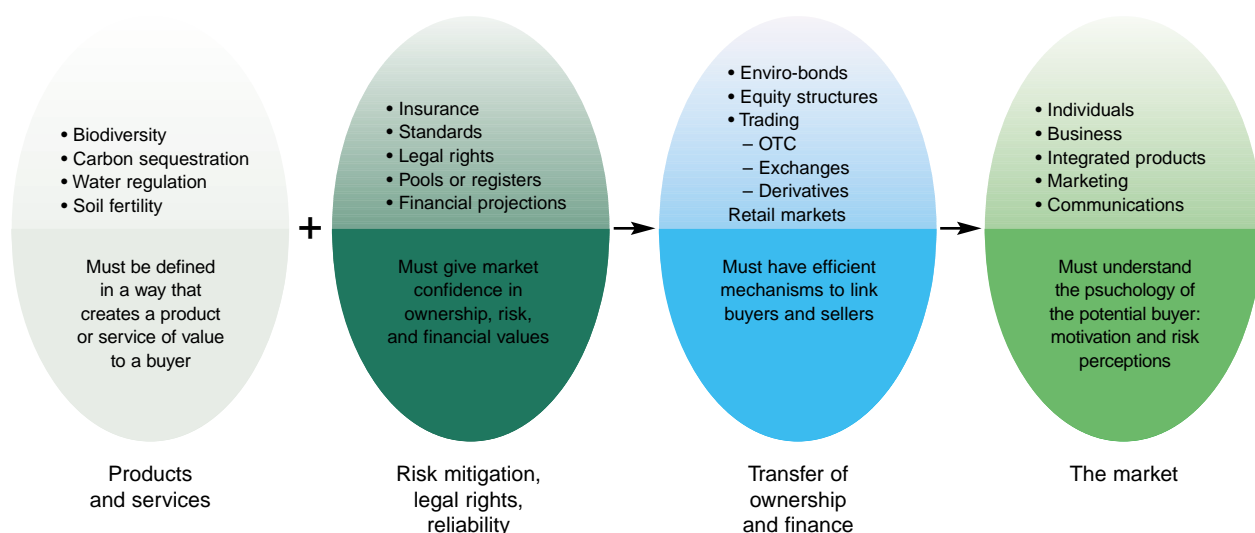 • Biodiversity
• Carbon sequestration
• Water regulation
• Soil fertility
Must be defined
in a way that
creates a product
or service of value
to a buyer
Products
and services
+
• Insurance
• Standards
• Legal rights
• Pools or registers
• Financial projections
Must give market
confidence in
ownership, risk,
and financial values
Risk mitigation,
legal rights,
reliability
• Enviro-bonds
• Equity structures
• Trading
– OTC
– Exchanges
– Derivatives
Retail markets
Must have efficient
mechanisms to link
buyers and sellers
Transfer of
ownership
and finance
• Individuals
• Business
• Integrated products
• Marketing
• Communications
Must understand
the psuchology of
the potential buyer:
motivation and risk
perceptions
The market